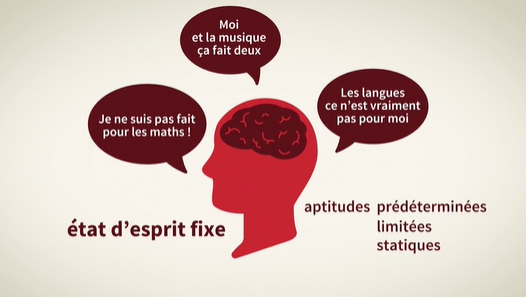 Moi
et la musique
ça fait deux
Je ne suis pas fait
pour les maths !
Les langues
ce n'est vraiment
pas pour moi
état d'esprit fixe
aptitudes prédéterminées
limitées
statiques